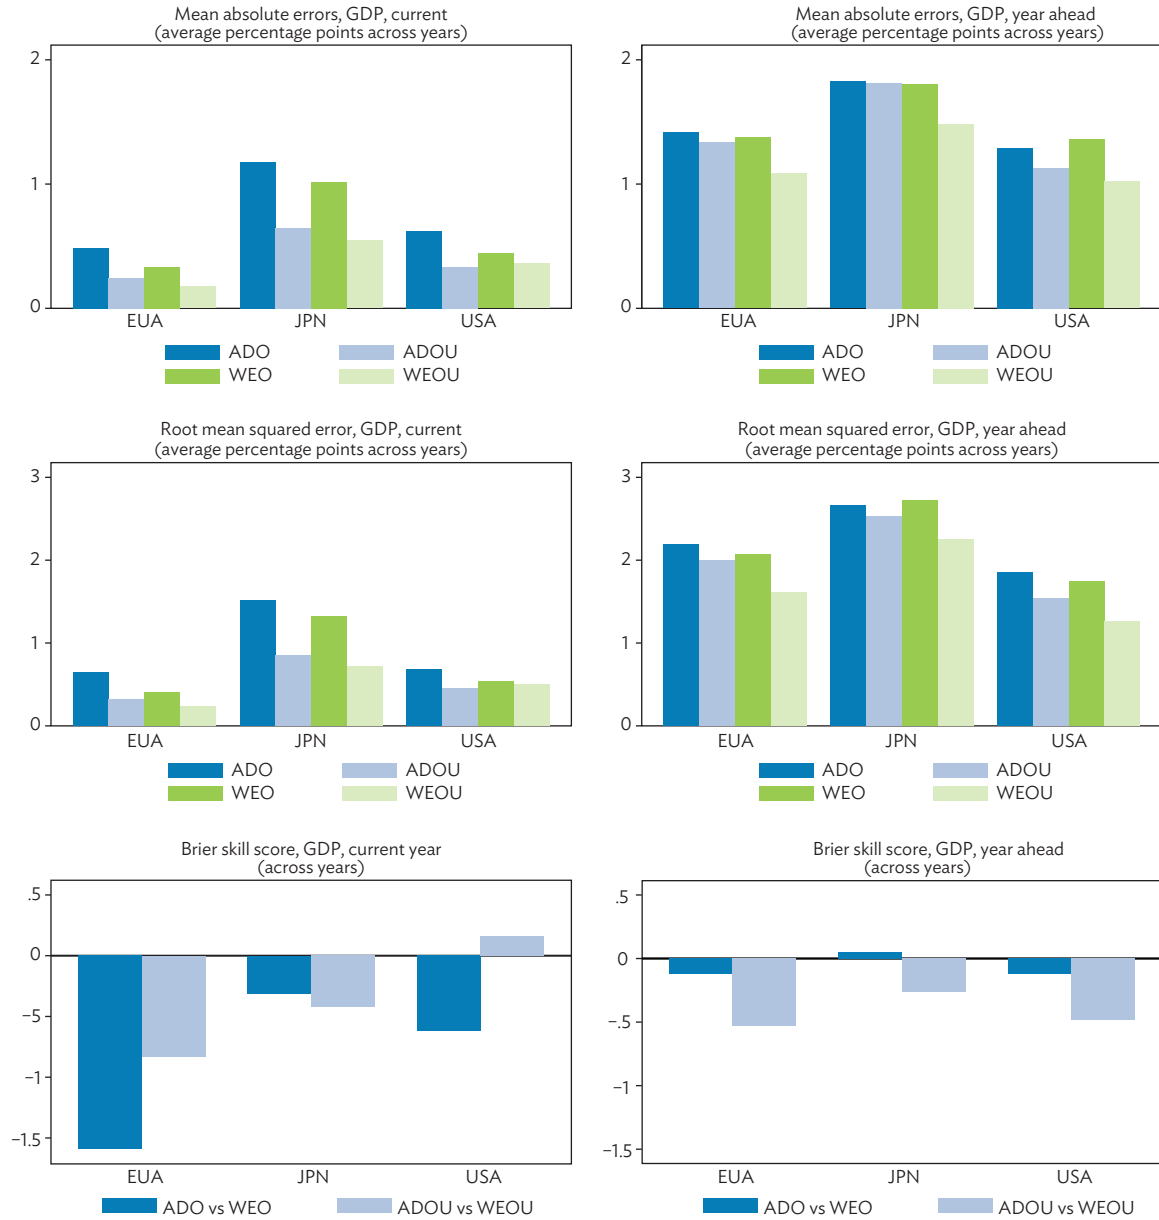 Mean absolute errors, GDP, current
(average percentage points across years)
2
1
0
EUA JPN USA
ADO ADOU
WEO WEOU
Mean absolute errors, GDP, year ahead
(average percentage points across years)
2
1
0
EUA JPN USA
ADO ADOU
WEO WEOU
Root mean squared error, GDP, current
(average percentage points across years)
3
2
1
0
EUA JPN USA
ADO ADOU
WEO WEOU
Root mean squared error, GDP, year ahead
(average percentage points across years)
3
2
1
0
EUA JPN USA
ADO ADOU
WEO WEOU
Brier skill score, GDP, current year
(across years)
.5
0
−5
−1
−1.5
EUA JPN USA
ADO vs WEO ADOU vs WEOU
Brier skill score, GDP, year ahead
(across years)
.5
0
−.5
−1
−1.5
EUA JPN USA
ADO vs WEO ADOU vs WEOU